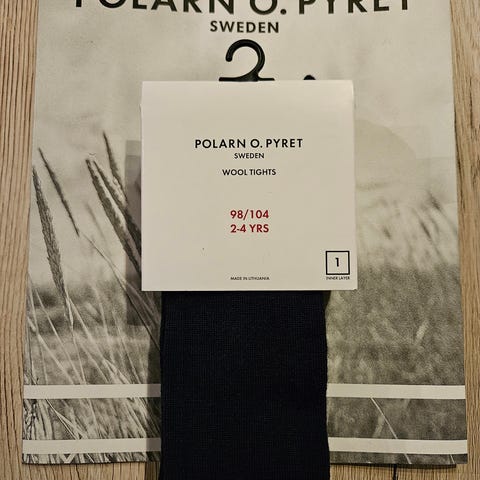 POLARN O. PYRET
SWEDEN
POLARN O. PYRET
SWEDEN
WOOL TIGHTS
98/104
2-4 YRS
1
INNER LAYER
MADE IN LITHUANIA